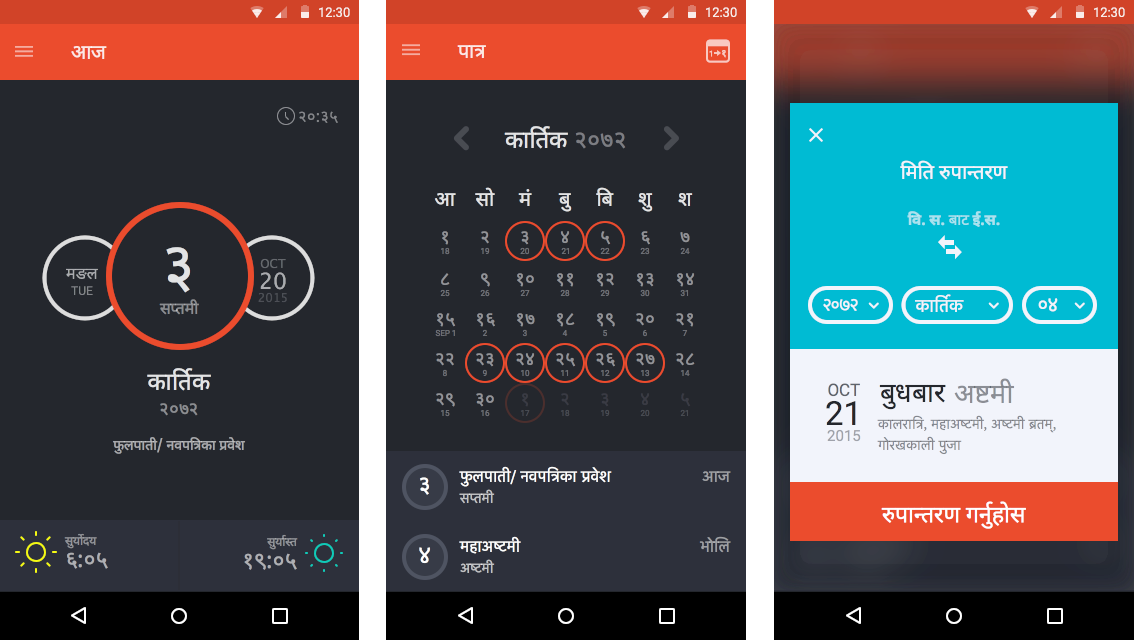 12:30
आज
२०:३५
मङल
TUE
३
सप्तमी
OCT
20
2015
कार्तिक
२०७२
फुलपाती/ नवपत्रिका प्रवेश
सुर्योदय
६:०५
सुर्यास्त
१९:०५
12:30
पात्र
1→१
कार्तिक २०७२
आ सो मं बु बि शु श
१ २ ३ ४ ५ ६ ७
18 19 20 21 22 23 24
८ ९ १० ११ १२ १३ १४
25 26 27 28 29 30 31
१५ १६ १७ १८ १९ २० २१
SEP 1 2 3 4 5 6 7
२२ २३ २४ २५ २६ २७ २८
8 9 10 11 12 13 14
२९ ३० १ २ ३ ४ ५
15 16 17 18 19 20 21
३
फुलपाती/ नवपत्रिका प्रवेश
सप्तमी
आज
४
महाअष्टमी
अष्टमी
भोलि
12:30
मिति रुपान्तरण
वि. स. बाट ई.स.
२०७२ कार्तिक ०४
OCT
21
2015
बुधबार अष्टमी
कालरात्रि, महाअष्टमी, अष्टमी ब्रतम्,
गोरखकाली पुजा
रुपान्तरण गर्नुहोस